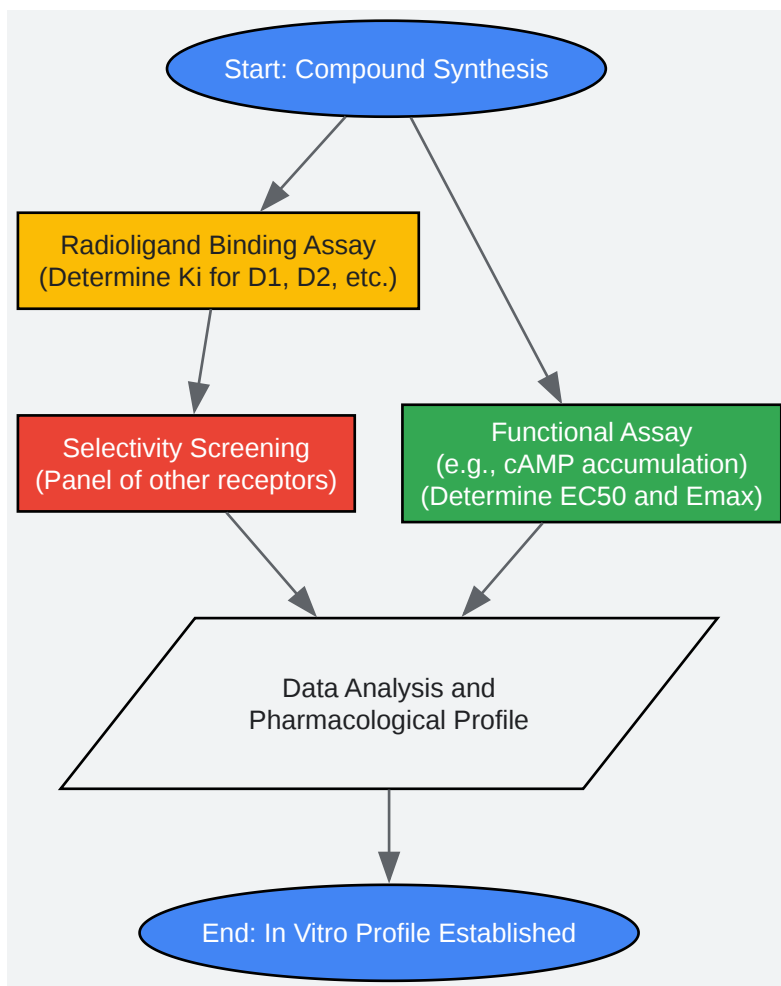 Start: Compound Synthesis
Radioligand Binding Assay
(Determine Ki for D1, D2, etc.)
Selectivity Screening
(Panel of other receptors)
Functional Assay
(e.g., cAMP accumulation)
(Determine EC50 and Emax)
Data Analysis and
Pharmacological Profile
End: In Vitro Profile Established